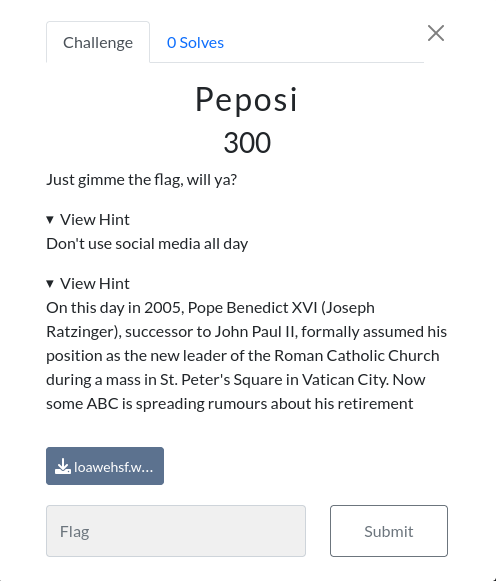 Challenge
0 Solves
Peposi
300
Just gimme the flag, will ya?
▾ View Hint
Don't use social media all day
▾ View Hint
On this day in 2005, Pope Benedict XVI (Joseph
Ratzinger), successor to John Paul II, formally assumed his
position as the new leader of the Roman Catholic Church
during a mass in St. Peter's Square in Vatican City. Now
some ABC is spreading rumours about his retirement
loawehsf.w...
Flag
Submit